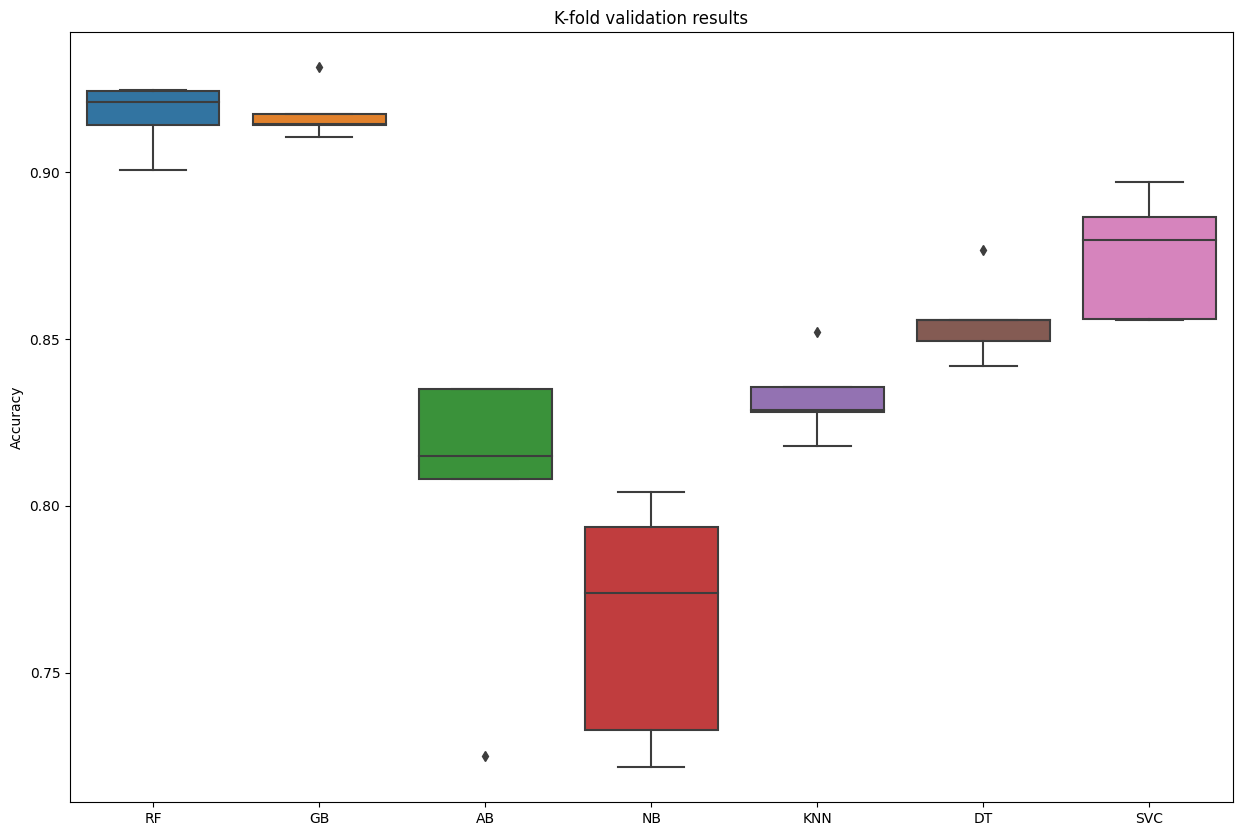 K-fold validation results
0.90
0.85
0.80
0.75
Accuracy
RF GB AB NB KNN DT SVC